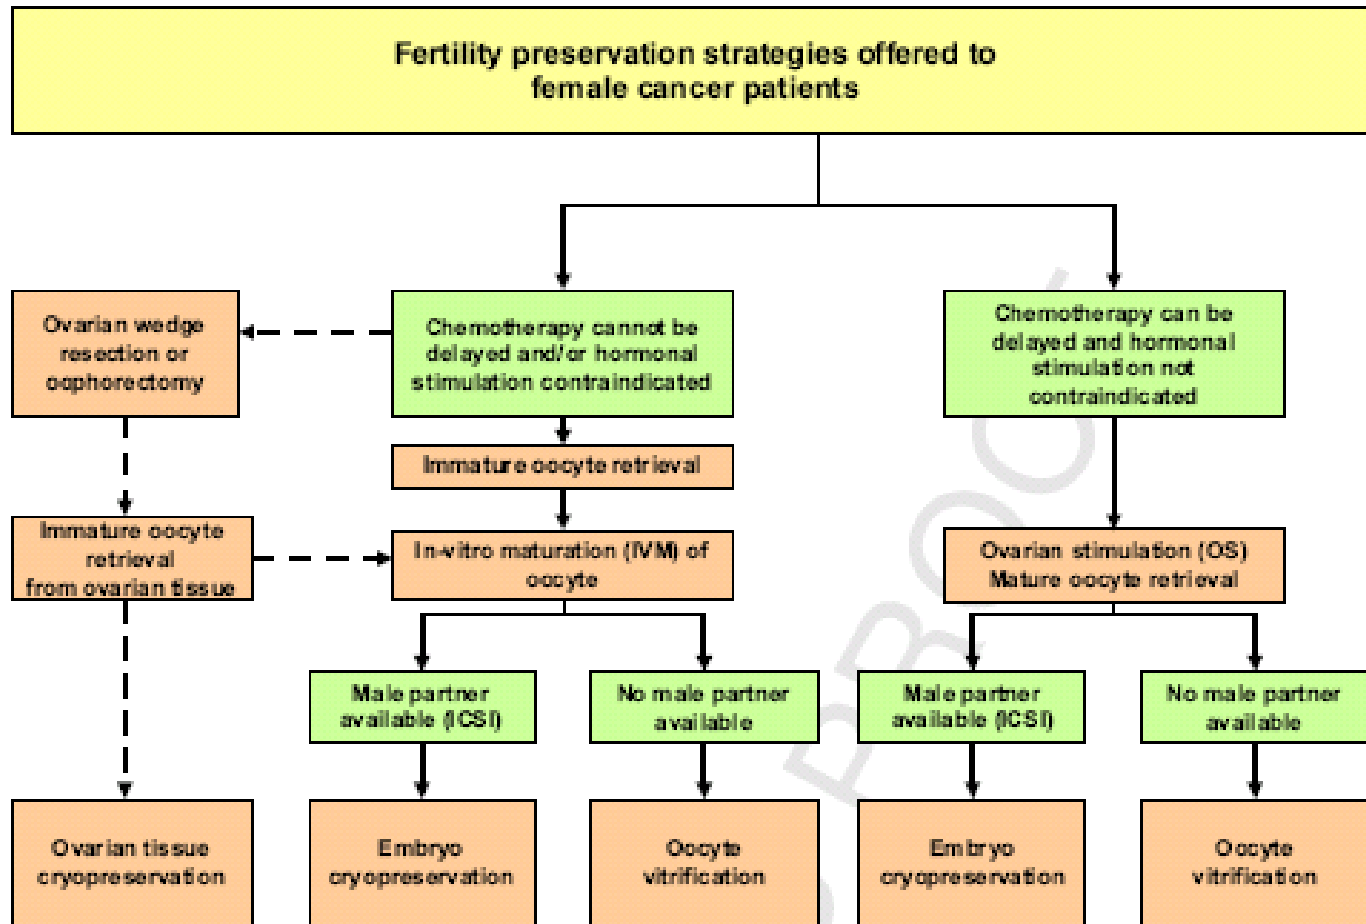 Fertility preservation strategies offered to
female cancer patients
Ovarian wedge
resection or
oophorectomy
Chemotherapy cannot be
delayed and/or hormonal
stimulation contraindicated
Chemotherapy can be
delayed and hormonal
stimulation not
contraindicated
Immature oocyte retrieval
Immature oocyte
retrieval
from ovarian tissue
In-vitro maturation (IVM) of
oocyte
Ovarian stimulation (OS)
Mature oocyte retrieval
Male partner
available (ICSI)
No male partner
available
Male partner
available (ICSI)
No male partner
available
Ovarian tissue
cryopreservation
Embryo
cryopreservation
Oocyte
vitrification
Embryo
cryopreservation
Oocyte
vitrification